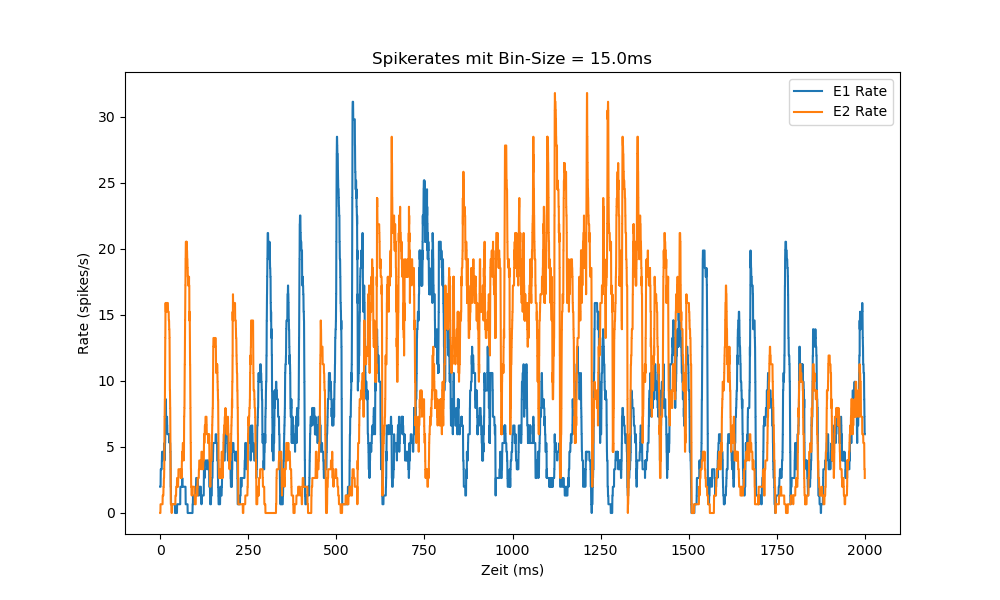 Spikerates mit Bin-Size = 15.0ms
E1 Rate
E2 Rate
30
25
20
15
10
5
0
Rate (spikes/s)
0 250 500 750 1000 1250 1500 1750 2000
Zeit (ms)